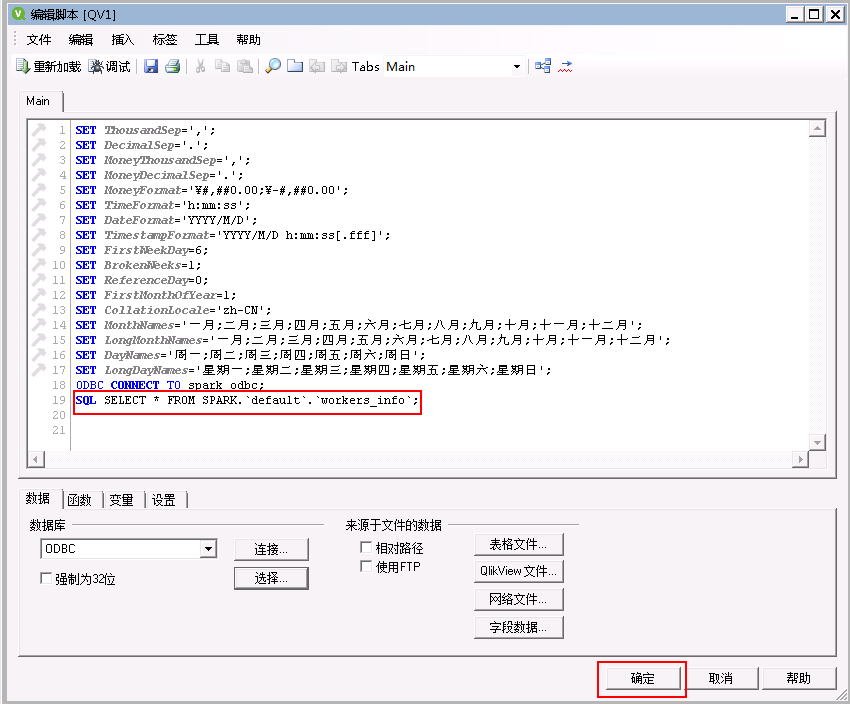 编辑脚本 [QV1]
文件 编辑 插入 标签 工具 帮助
重新加载 调试 Tabs Main
Main
1 SET ThousandSep=',';
2 SET DecimalSep='.';
3 SET MoneyThousandSep=',';
4 SET MoneyDecimalSep='.';
5 SET MoneyFormat='¥#,##0.00;¥-#,##0.00';
6 SET TimeFormat='h:mm:ss';
7 SET DateFormat='YYYY/M/D';
8 SET TimestampFormat='YYYY/M/D h:mm:ss[.fff]';
9 SET FirstWeekDay=6;
10 SET BrokenWeeks=1;
11 SET ReferenceDay=0;
12 SET FirstMonthOfYear=1;
13 SET CollationLocale='zh-CN';
14 SET MonthNames='一月;二月;三月;四月;五月;六月;七月;八月;九月;十月;十一月;十二月';
15 SET LongMonthNames='一月;二月;三月;四月;五月;六月;七月;八月;九月;十月;十一月;十二月';
16 SET DayNames='周一;周二;周三;周四;周五;周六;周日';
17 SET LongDayNames='星期一;星期二;星期三;星期四;星期五;星期六;星期日';
18 ODBC CONNECT TO spark_odbc;
19 SQL SELECT * FROM SPARK.`default`.`workers_info`;
20
21
数据 函数 变量 设置
数据库 来源于文件的数据
ODBC 连接... 相对路径 表格文件...
强制为32位 选择... 使用FTP QlikView 文件...
网络文件...
字段数据...
确定 取消 帮助